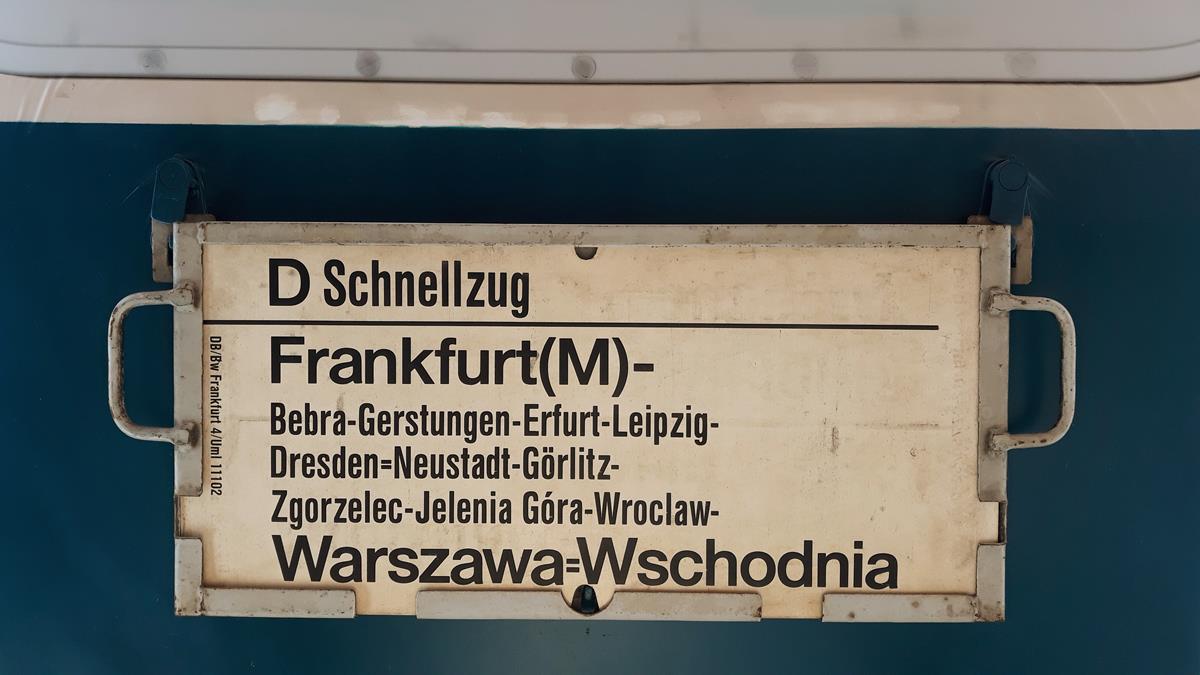 D Schnellzug
Frankfurt(M)-
Bebra-Gerstungen-Erfurt-Leipzig-
Dresden=Neustadt-Görlitz-
Zgorzelec-Jelenia Góra-Wroclaw-
Warszawa=Wschodnia
DB/Bw Frankfurt 4/Uml 11102